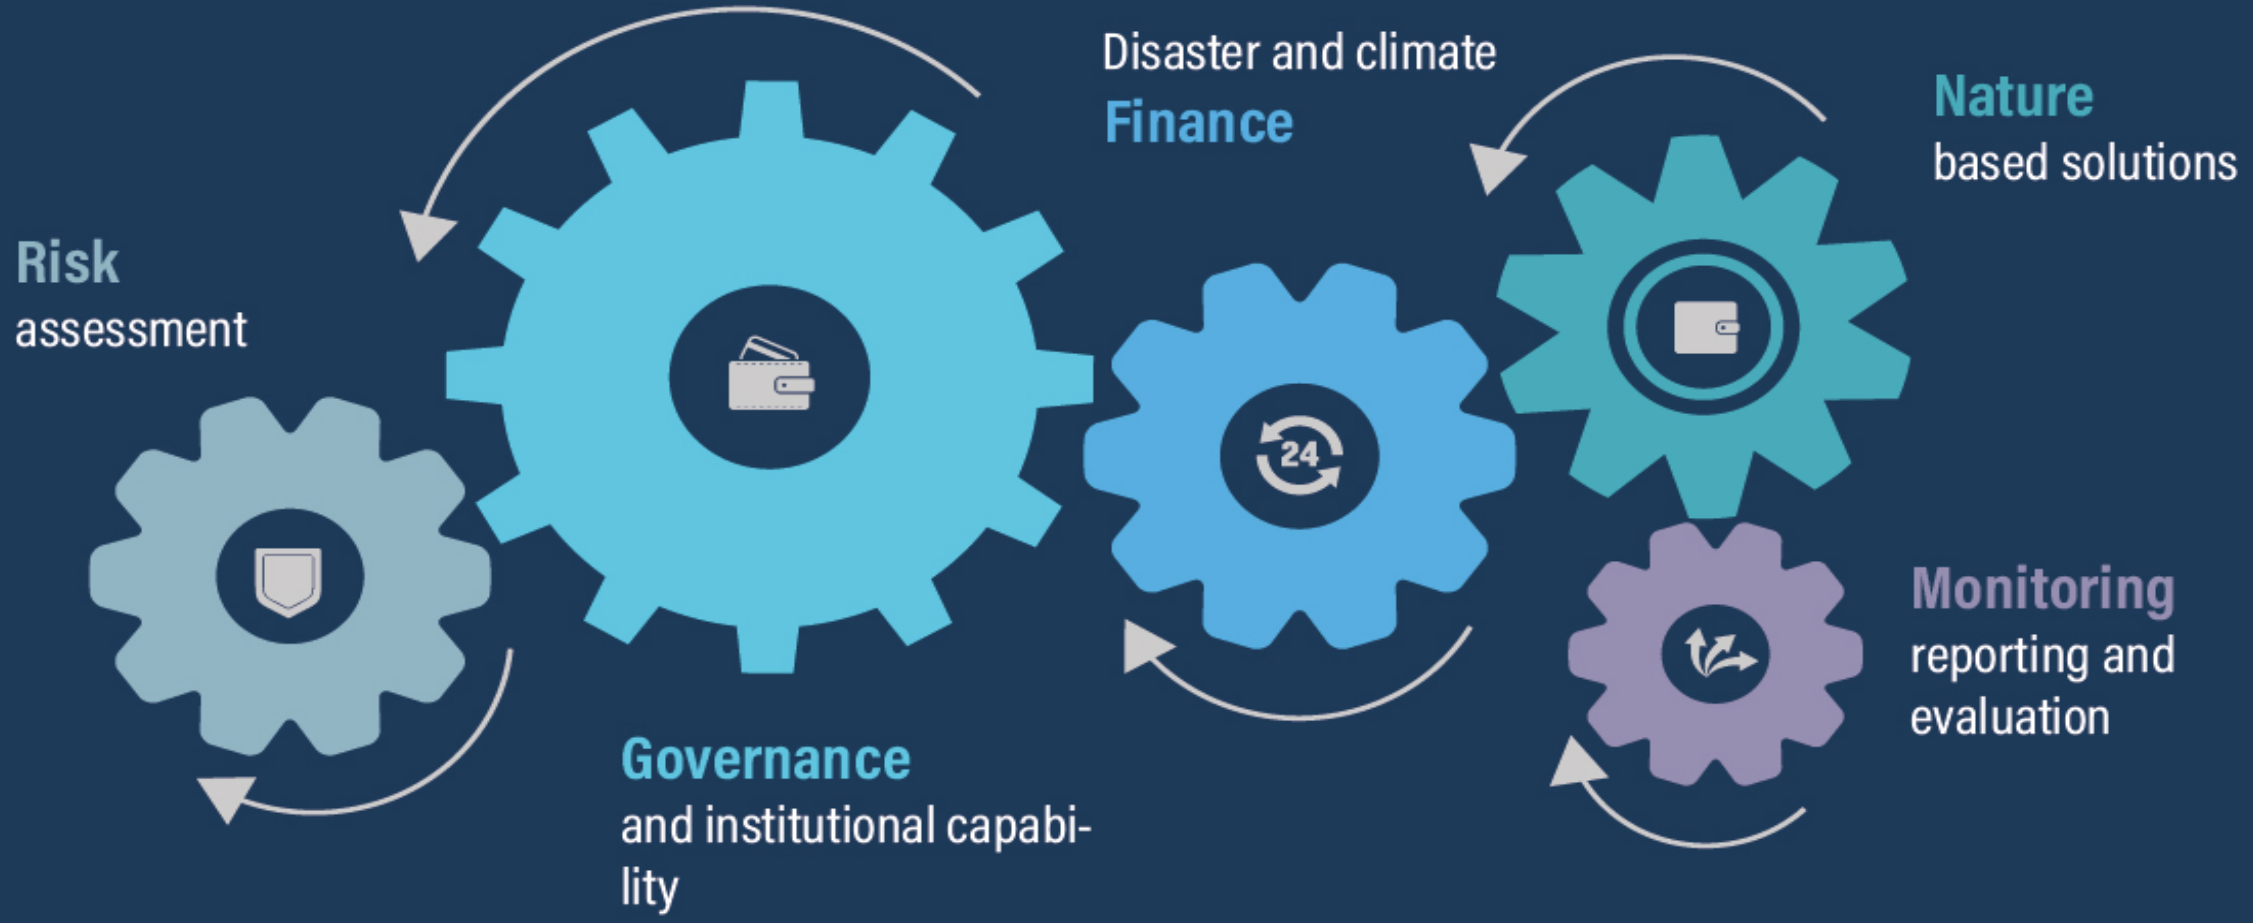 Risk
assessment
Governance
and institutional capabi-
lity
Disaster and climate
Finance
24
Nature
based solutions
Monitoring
reporting and
evaluation